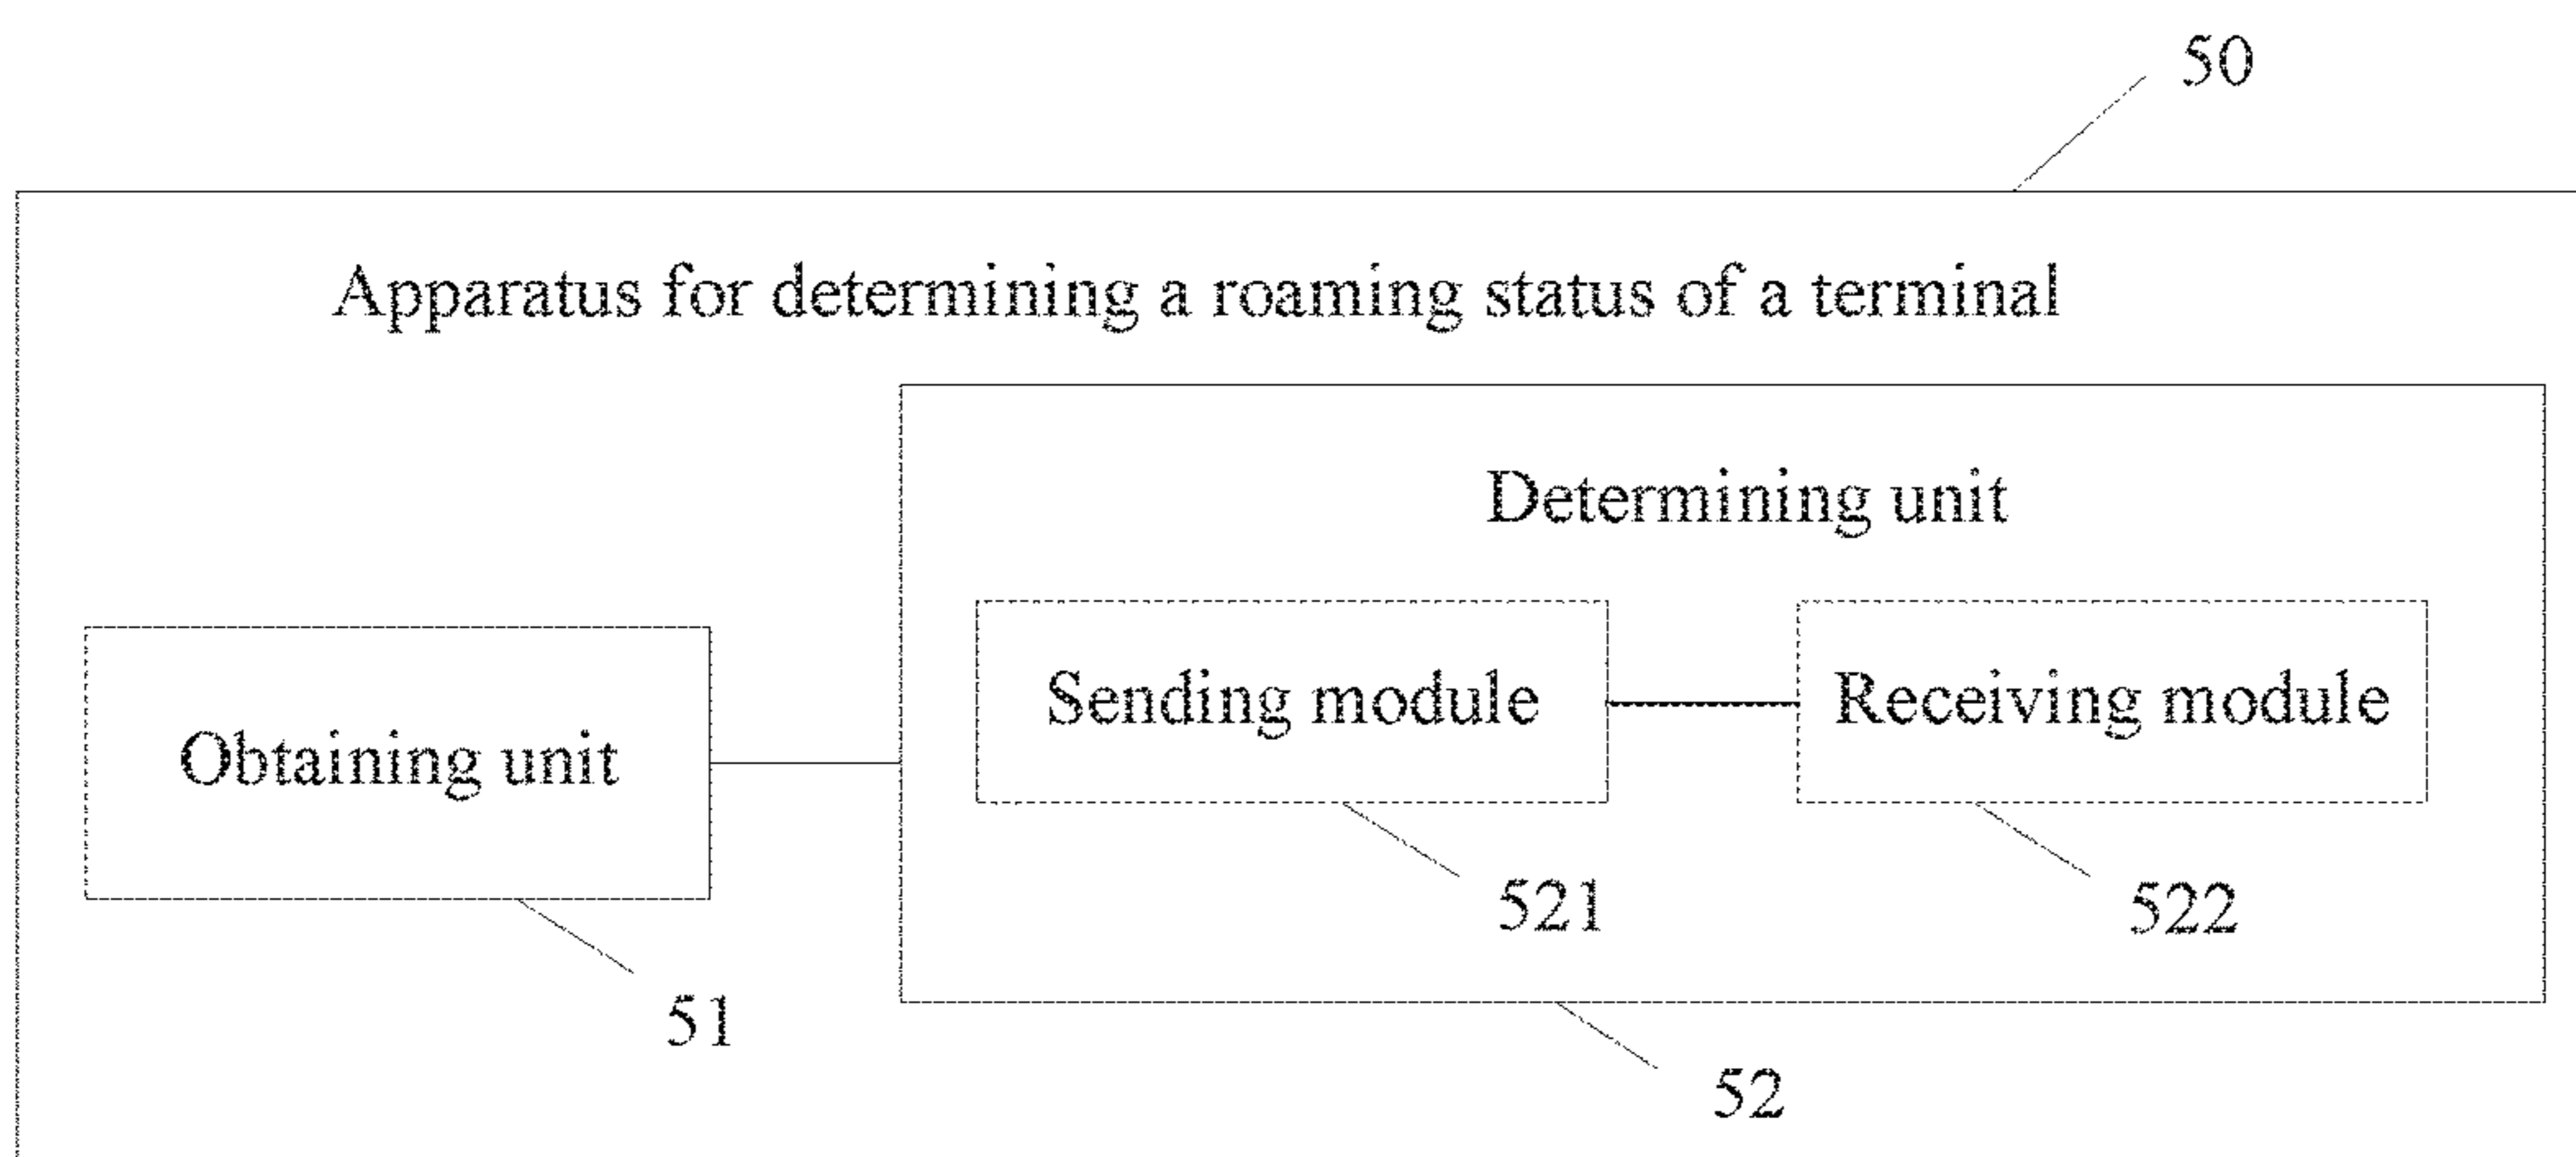 50
Apparatus for determining a roaming status of a terminal
Determining unit
Sending module
Receiving module
Obtaining unit
521
522
51
52